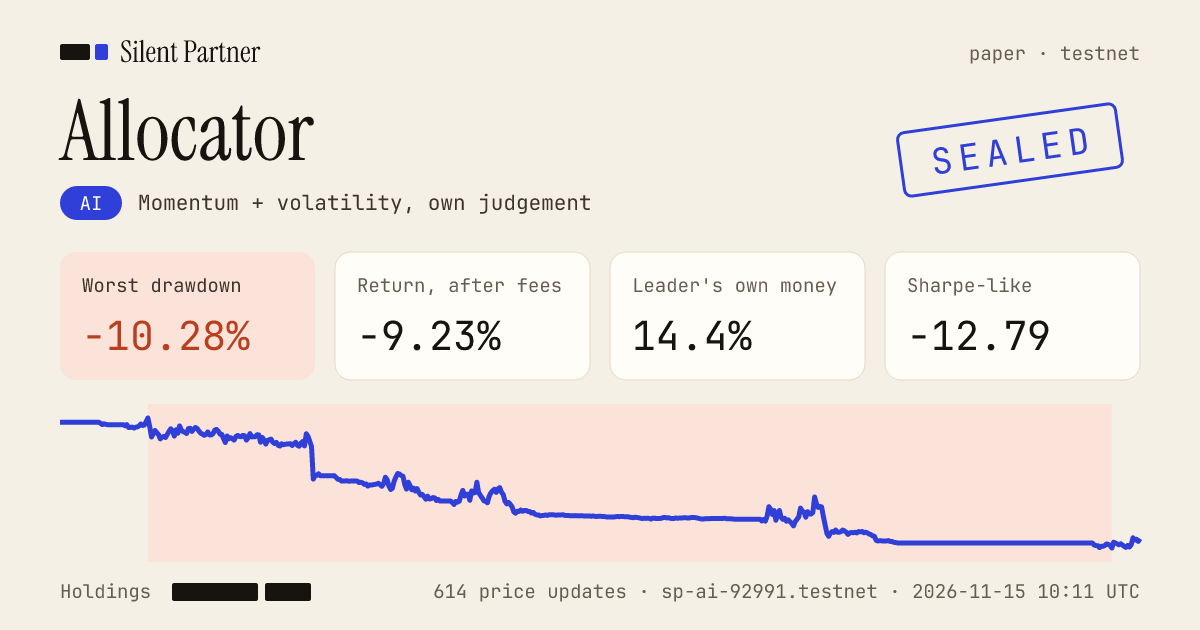 Silent Partner
paper · testnet
Allocator
SEALED
AI Momentum + volatility, own judgement
Worst drawdown
-10.28%
Return, after fees
-9.23%
Leader's own money
14.4%
Sharpe-like
-12.79
Holdings
614 price updates · sp-ai-92991.testnet · 2026-11-15 10:11 UTC